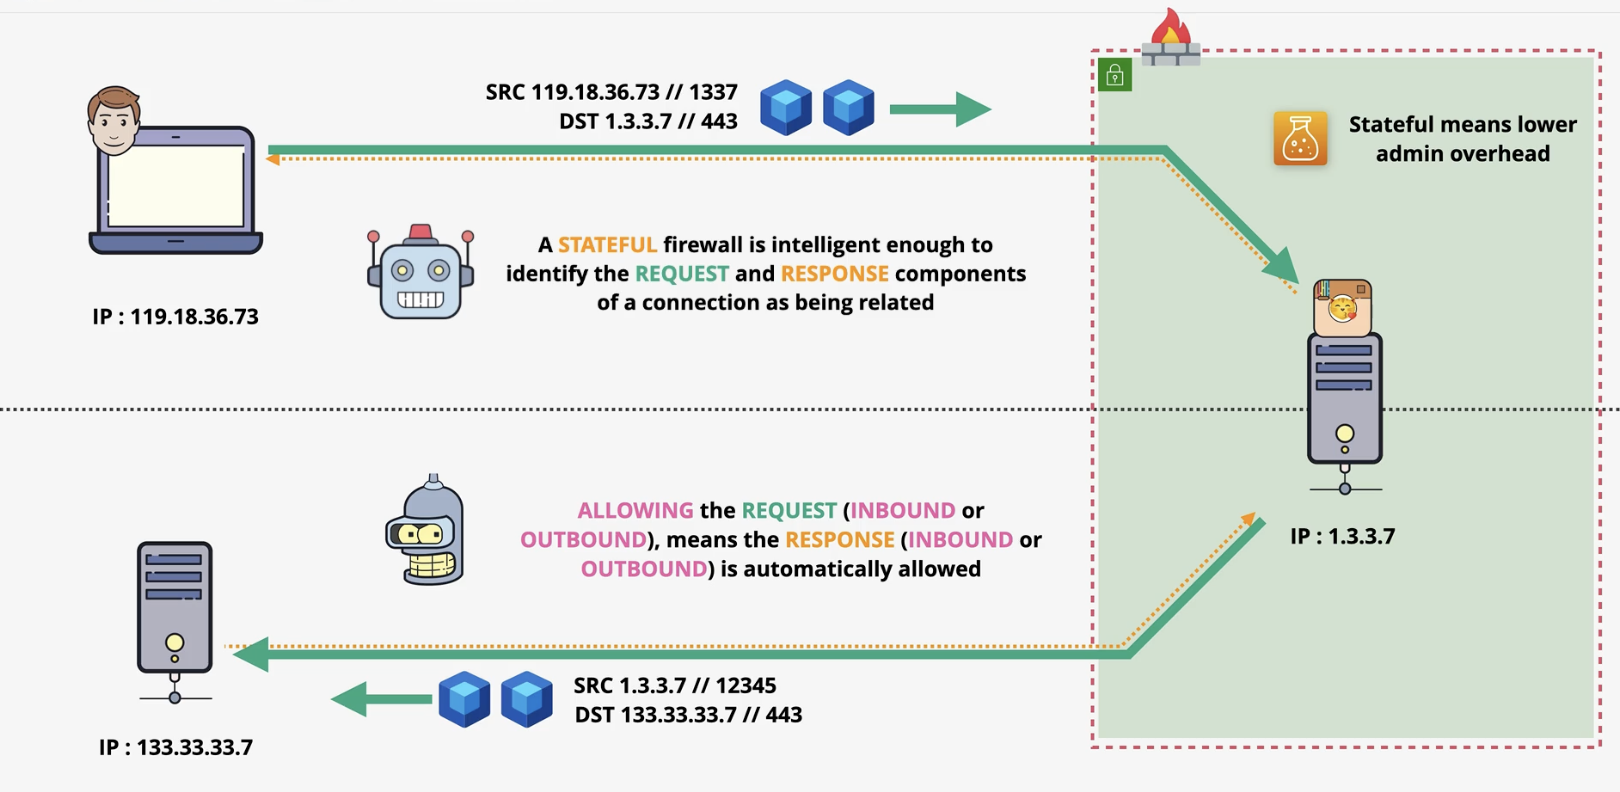 SRC 119.18.36.73 // 1337
DST 1.3.3.7 // 443
Stateful means lower
admin overhead
A STATEFUL firewall is intelligent enough to
identify the REQUEST and RESPONSE components
of a connection as being related
IP : 119.18.36.73
ALLOWING the REQUEST (INBOUND or
OUTBOUND), means the RESPONSE (INBOUND or
OUTBOUND) is automatically allowed
IP : 1.3.3.7
SRC 1.3.3.7 // 12345
DST 133.33.33.7 // 443
IP : 133.33.33.7